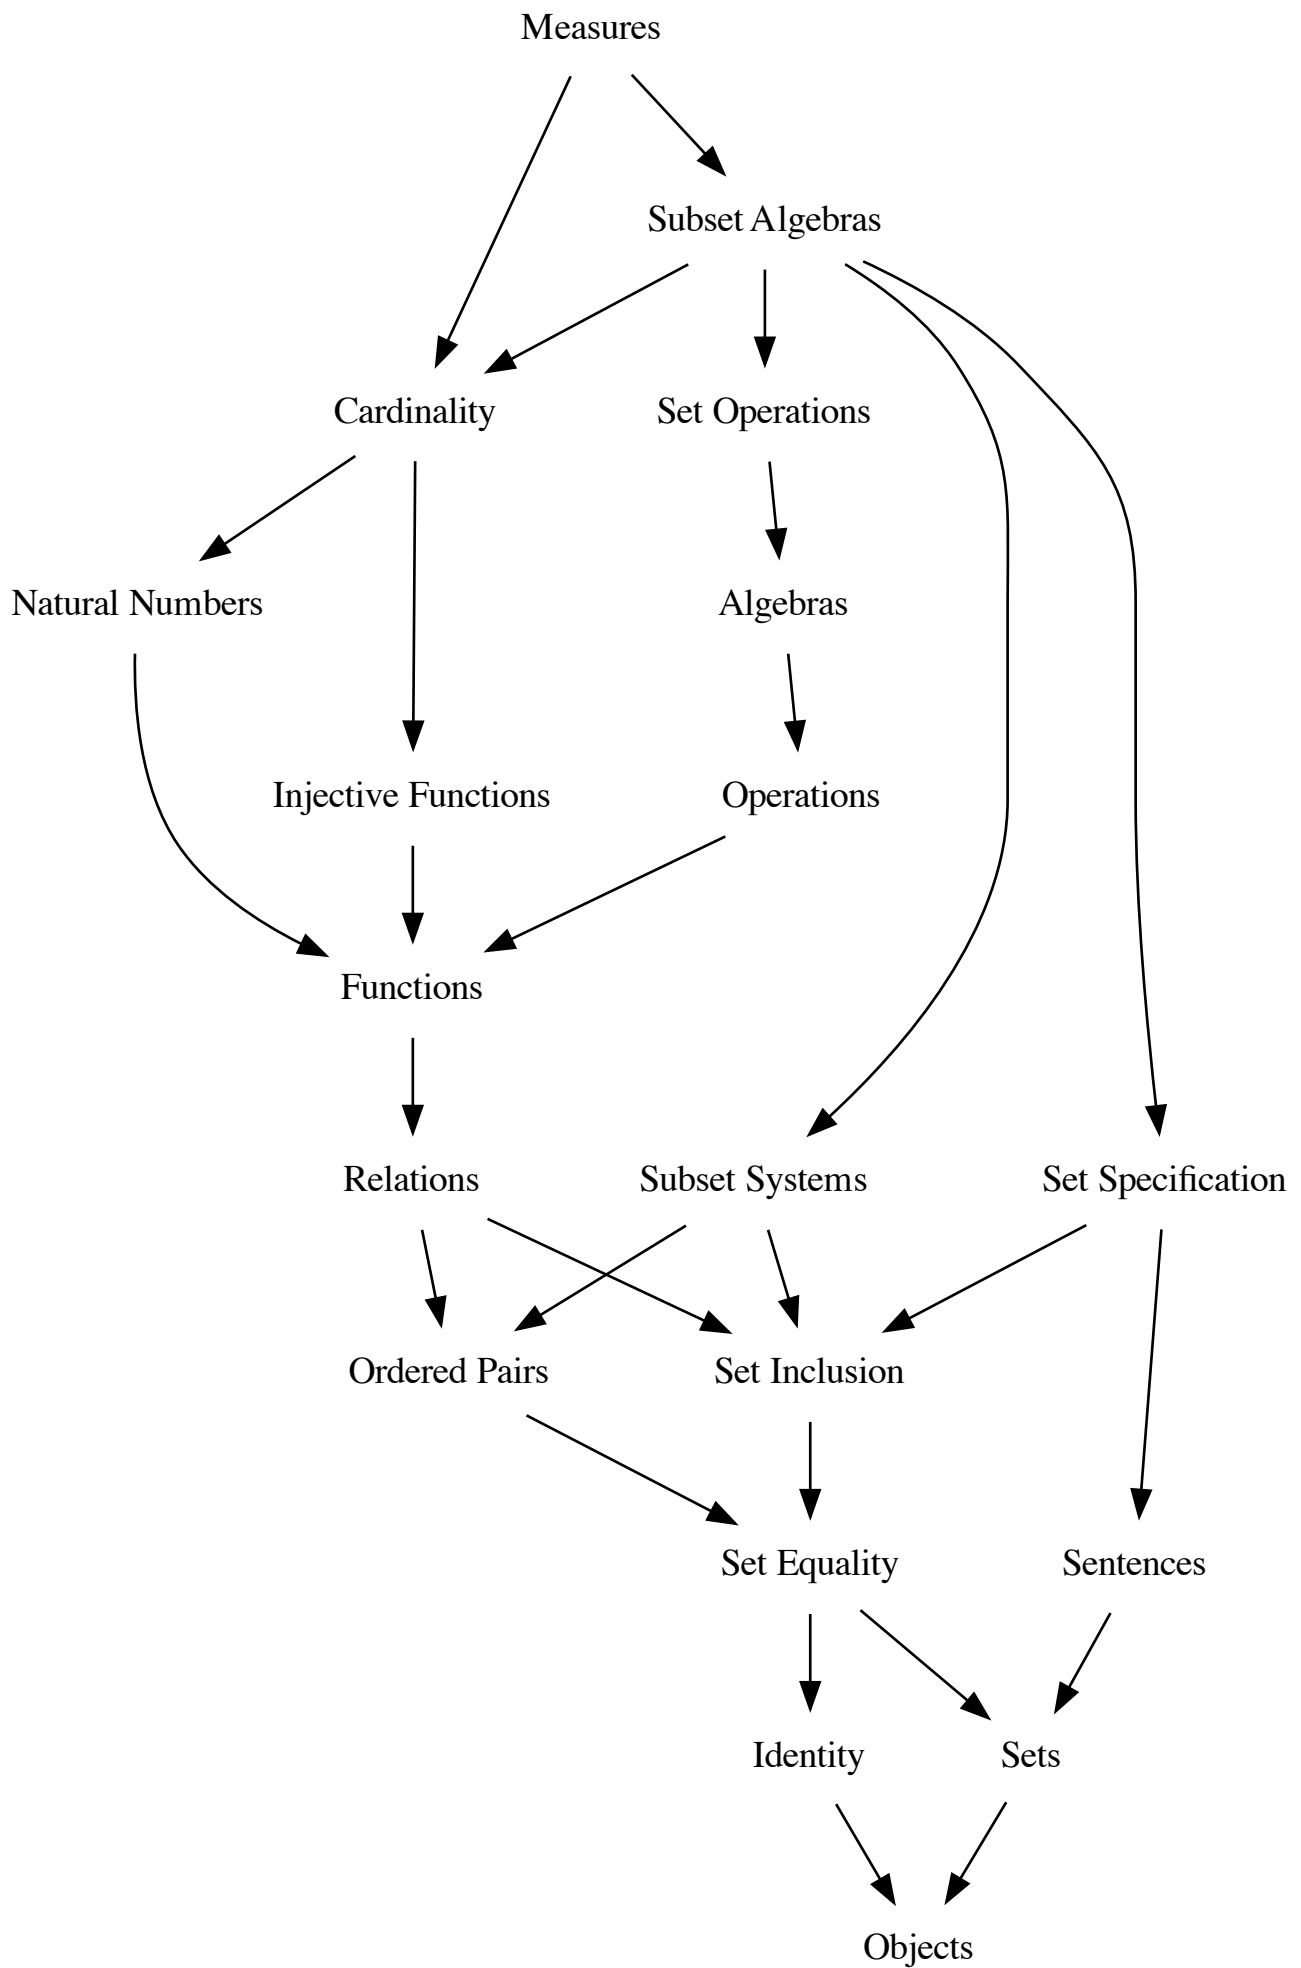 Measures
Subset Algebras
Cardinality
Set Operations
Natural Numbers
Algebras
Injective Functions
Operations
Functions
Relations
Subset Systems
Set Specification
Ordered Pairs
Set Inclusion
Set Equality
Sentences
Identity
Sets
Objects